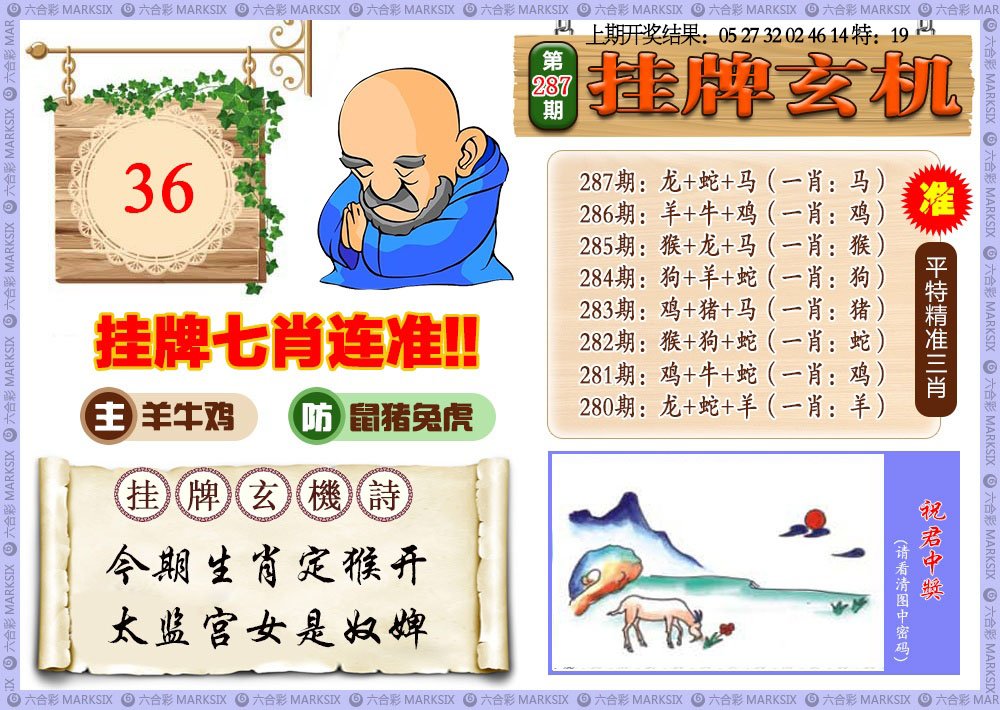 六合彩 MARKSIX
上期开奖结果：05 27 32 02 46 14 特：19
第287期
挂牌玄机
36
287期：龙+蛇+马（一肖：马）
286期：羊+牛+鸡（一肖：鸡）
285期：猴+龙+马（一肖：猴）
284期：狗+羊+蛇（一肖：狗）
283期：鸡+猪+马（一肖：猪）
282期：猴+狗+蛇（一肖：蛇）
281期：鸡+牛+蛇（一肖：鸡）
280期：龙+蛇+羊（一肖：羊）
准
平特精准三肖
挂牌七肖连准!!
主 羊牛鸡
防 鼠猪兔虎
挂牌玄機詩
今期生肖定猴开
太监宫女是奴婢
祝君中獎
（请看清图中密码）